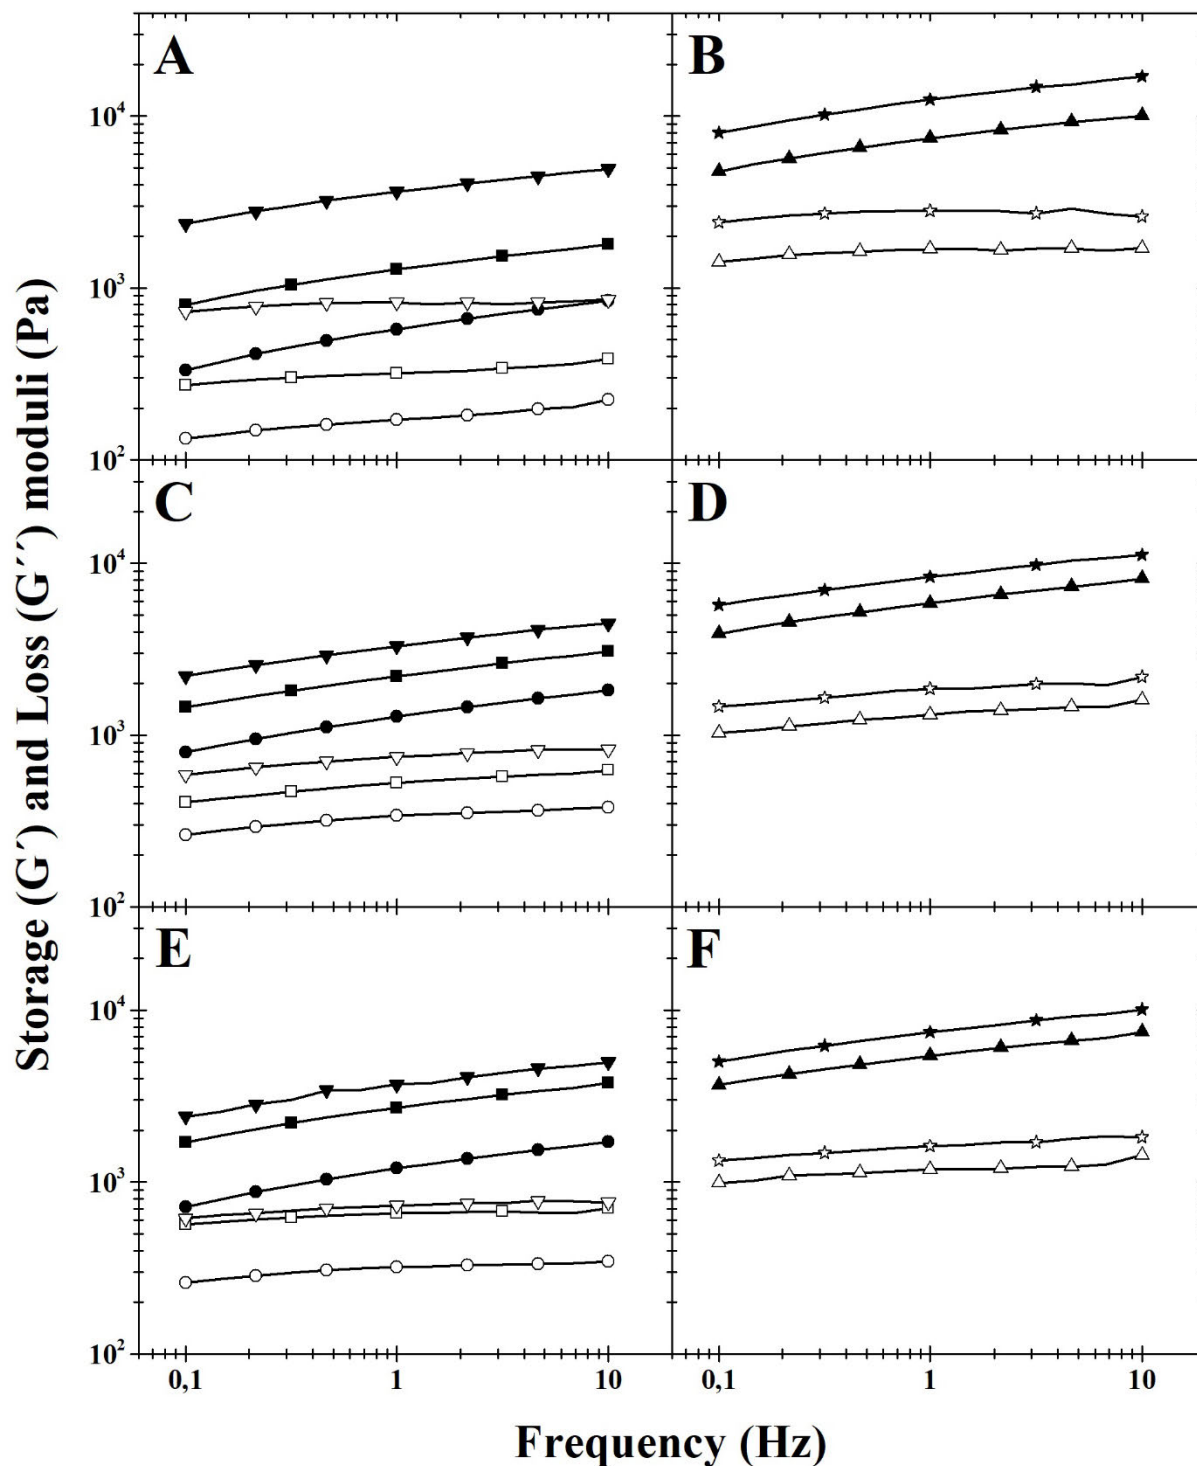 Storage (G´) and Loss (G´´) moduli (Pa)
A
B
10⁴
10³
10²
C
D
10⁴
10³
10²
E
F
10⁴
10³
10²
0,1 1 10 0,1 1 10
Frequency (Hz)